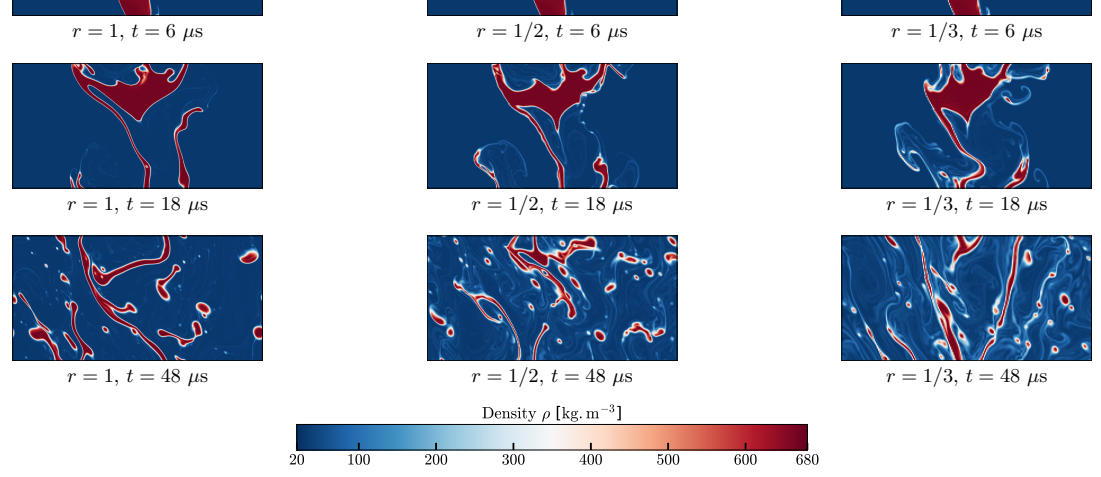 r = 1, t = 6 μs
r = 1/2, t = 6 μs
r = 1/3, t = 6 μs
r = 1, t = 18 μs
r = 1/2, t = 18 μs
r = 1/3, t = 18 μs
r = 1, t = 48 μs
r = 1/2, t = 48 μs
r = 1/3, t = 48 μs
Density ρ [kg. m⁻³]
20 100 200 300 400 500 600 680